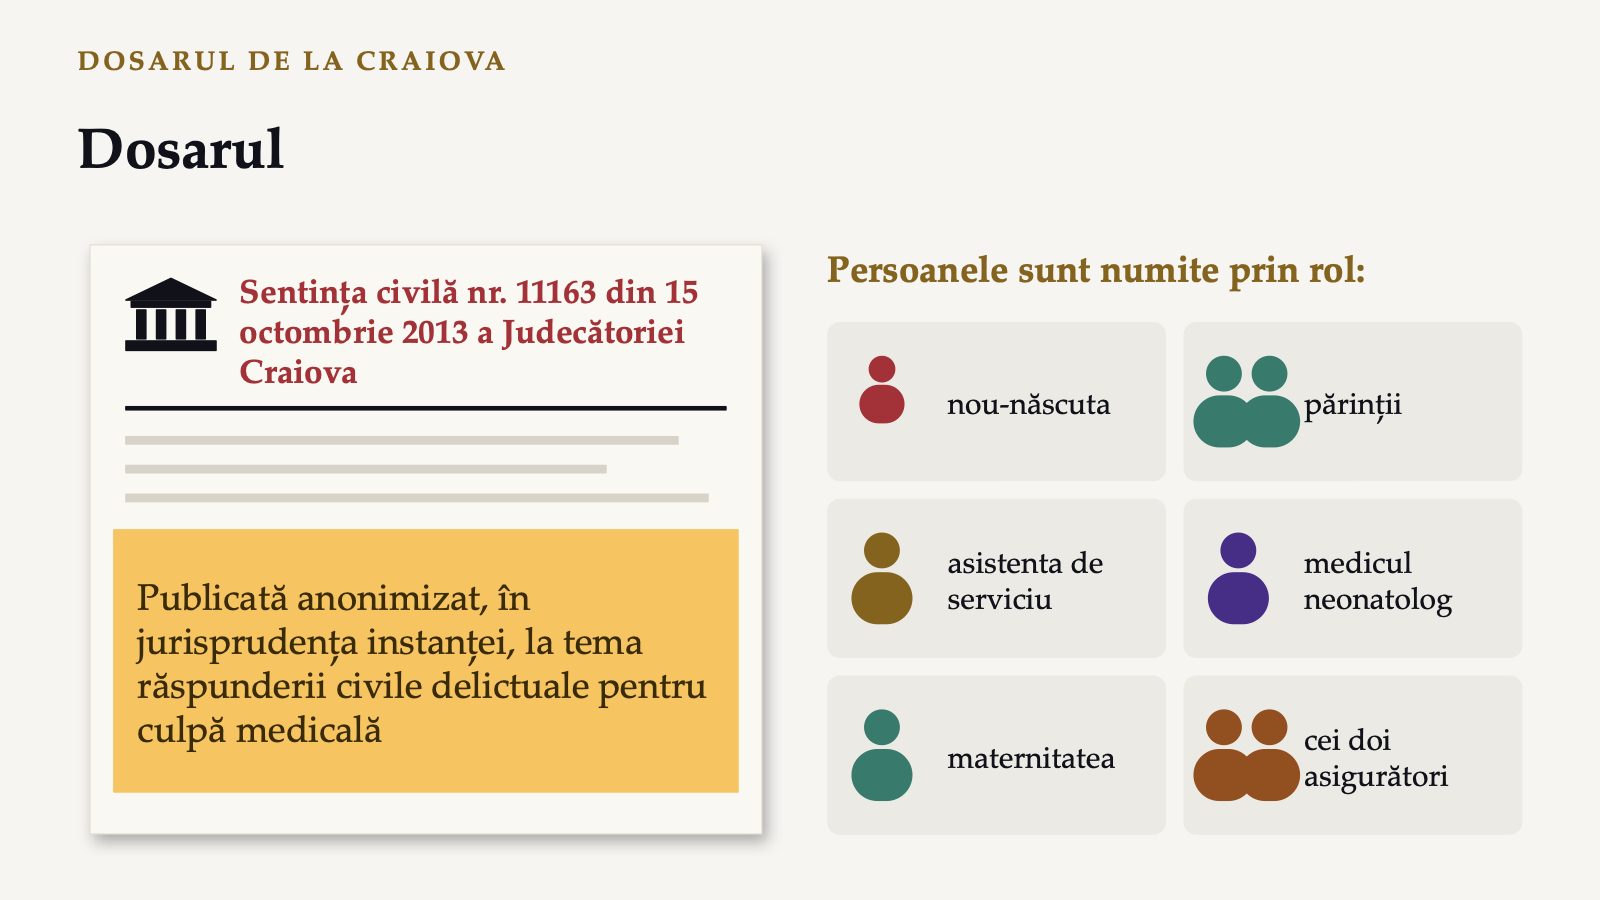 DOSARUL DE LA CRAIOVA
Dosarul
Sentința civilă nr. 11163 din 15
octombrie 2013 a Judecătoriei
Craiova
Publicată anonimizat, în
jurisprudența instanței, la tema
răspunderii civile delictuale pentru
culpă medicală
Persoanele sunt numite prin rol:
nou-născuta
părinții
asistenta de
serviciu
medicul
neonatolog
maternitatea
cei doi
asigurători